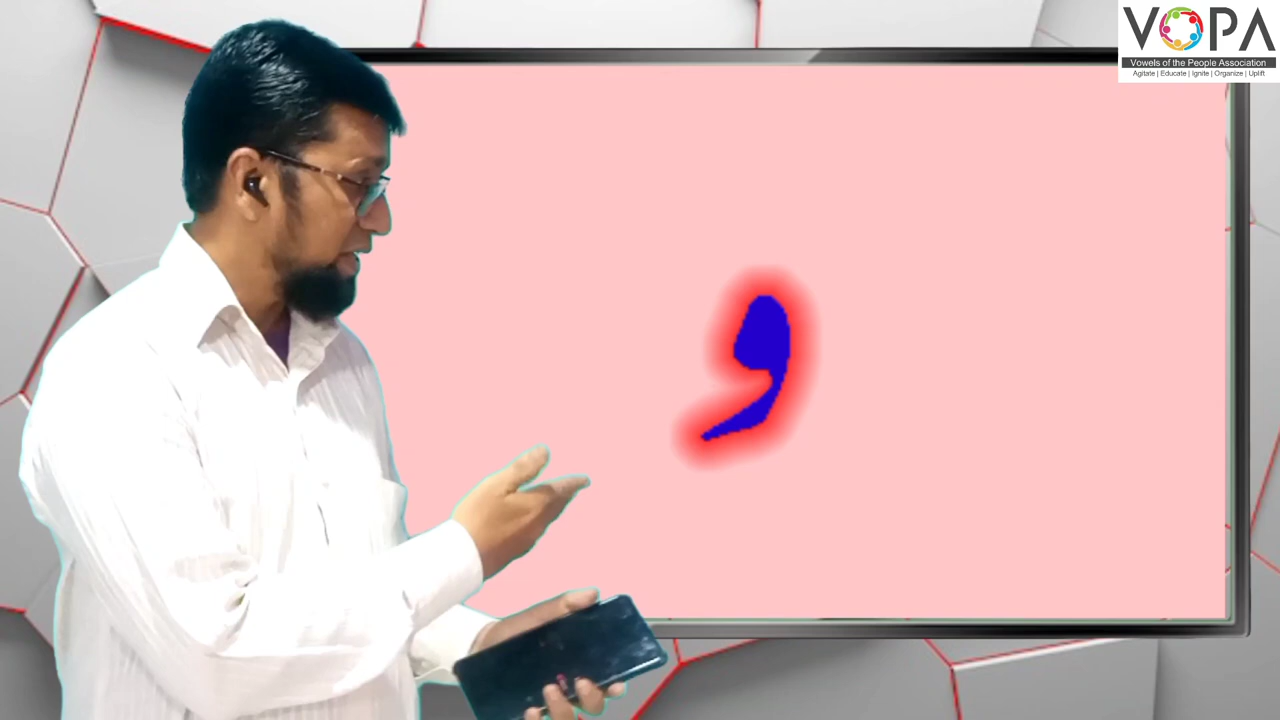 VOPA
Vowels of the People Association
Agitate | Educate | Ignite | Organize | Uplift
و